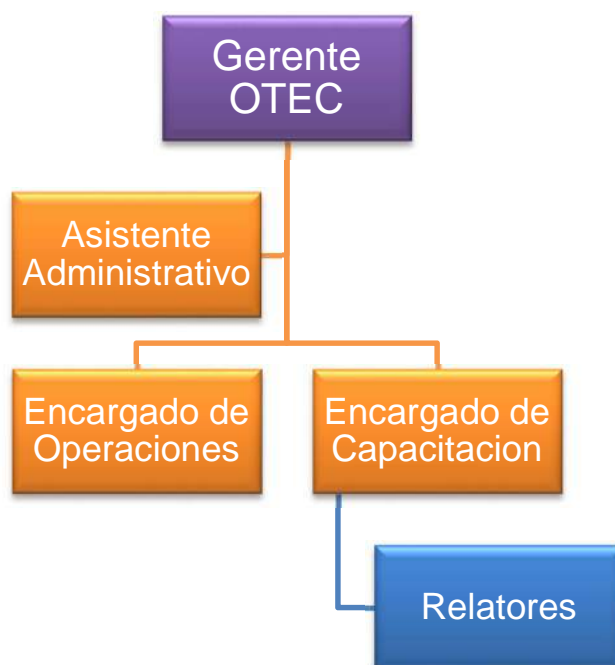 Gerente
OTEC
Asistente
Administrativo
Encargado de
Operaciones
Encargado de
Capacitacion
Relatores